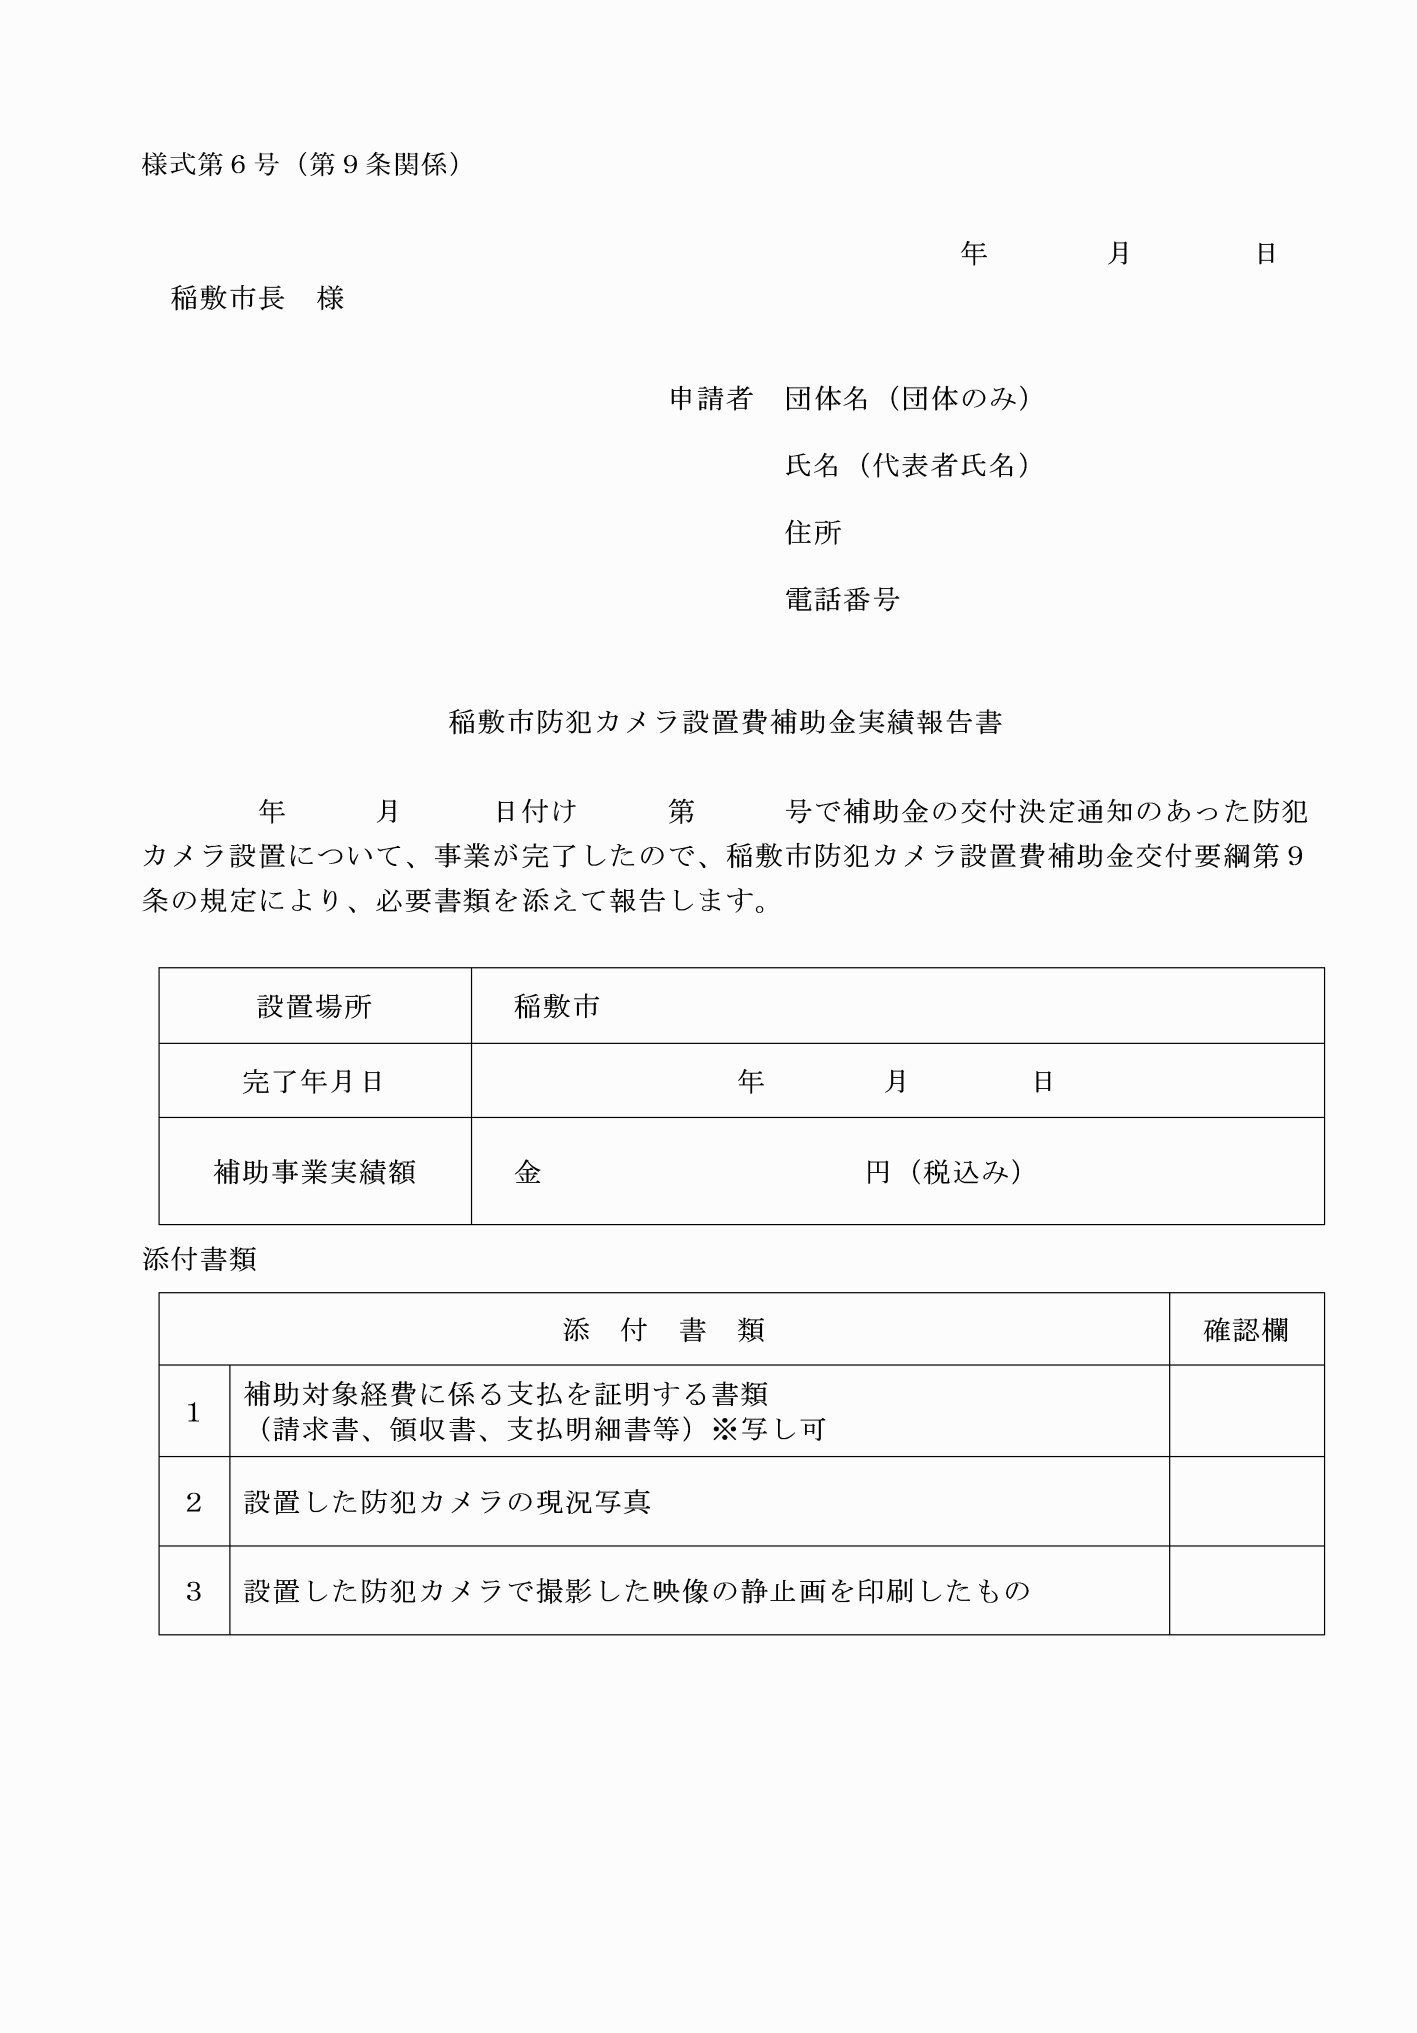 様式第６号（第９条関係）
年　　　　月　　　　日
稲敷市長　様
申請者　団体名（団体のみ）
氏名（代表者氏名）
住所
電話番号
稲敷市防犯カメラ設置費補助金実績報告書
年　　　月　　　日付け　　　第　　　号で補助金の交付決定通知のあった防犯
カメラ設置について、事業が完了したので、稲敷市防犯カメラ設置費補助金交付要綱第９
条の規定により、必要書類を添えて報告します。
設置場所　稲敷市
完了年月日　年　　　　月　　　　日
補助事業実績額　金　　　　　　　　　　　円（税込み）
添付書類
添　付　書　類　確認欄
１　補助対象経費に係る支払を証明する書類
（請求書、領収書、支払明細書等）※写し可
２　設置した防犯カメラの現況写真
３　設置した防犯カメラで撮影した映像の静止画を印刷したもの